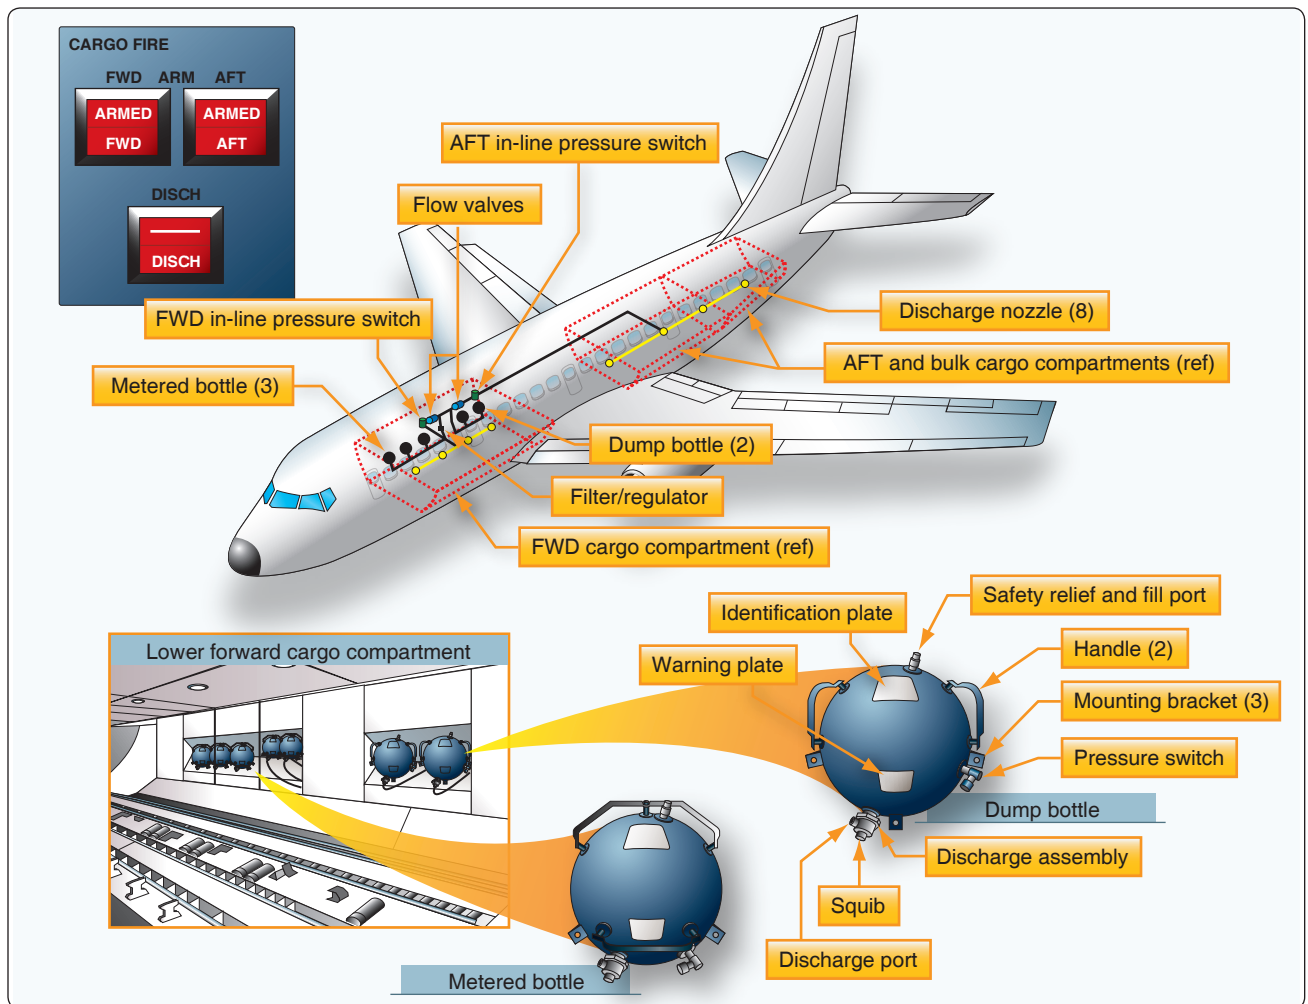 CARGO FIRE
FWD ARM AFT
ARMED
FWD
ARMED
AFT
DISCH
DISCH
AFT in-line pressure switch
Flow valves
FWD in-line pressure switch
Metered bottle (3)
Discharge nozzle (8)
AFT and bulk cargo compartments (ref)
Dump bottle (2)
Filter/regulator
FWD cargo compartment (ref)
Lower forward cargo compartment
Identification plate
Safety relief and fill port
Warning plate
Handle (2)
Mounting bracket (3)
Pressure switch
Dump bottle
Discharge assembly
Squib
Discharge port
Metered bottle